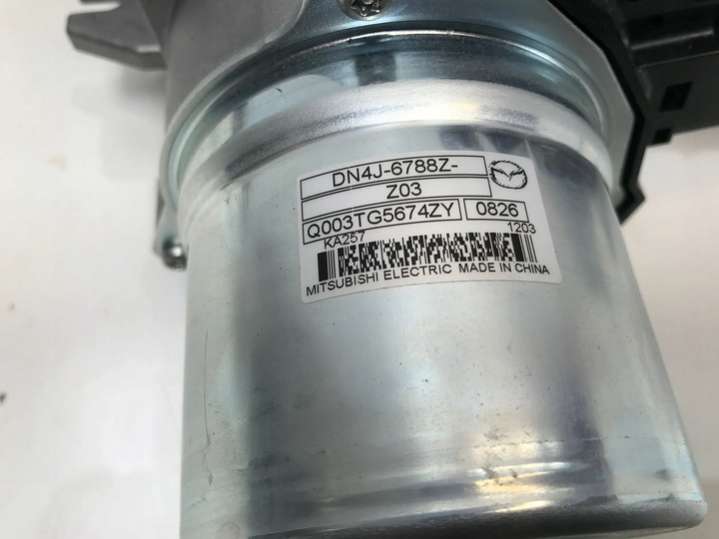 DN4J-6788Z-
Z03
Q003TG5674ZY 0826
KA257 1203
MITSUBISHI ELECTRIC MADE IN CHINA